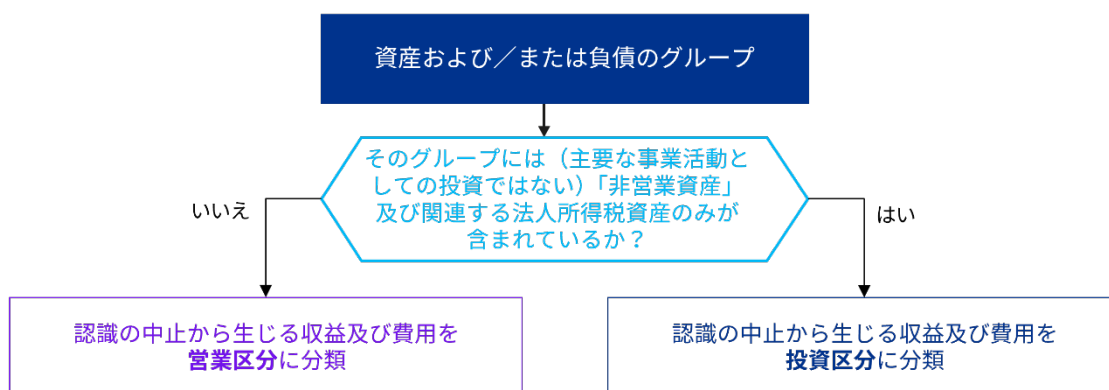 資産および／または負債のグループ
そのグループには（主要な事業活動と
しての投資ではない）「非営業資産」
及び関連する法人所得税資産のみが
含まれているか？
いいえ
はい
認識の中止から生じる収益及び費用を
営業区分に分類
認識の中止から生じる収益及び費用を
投資区分に分類